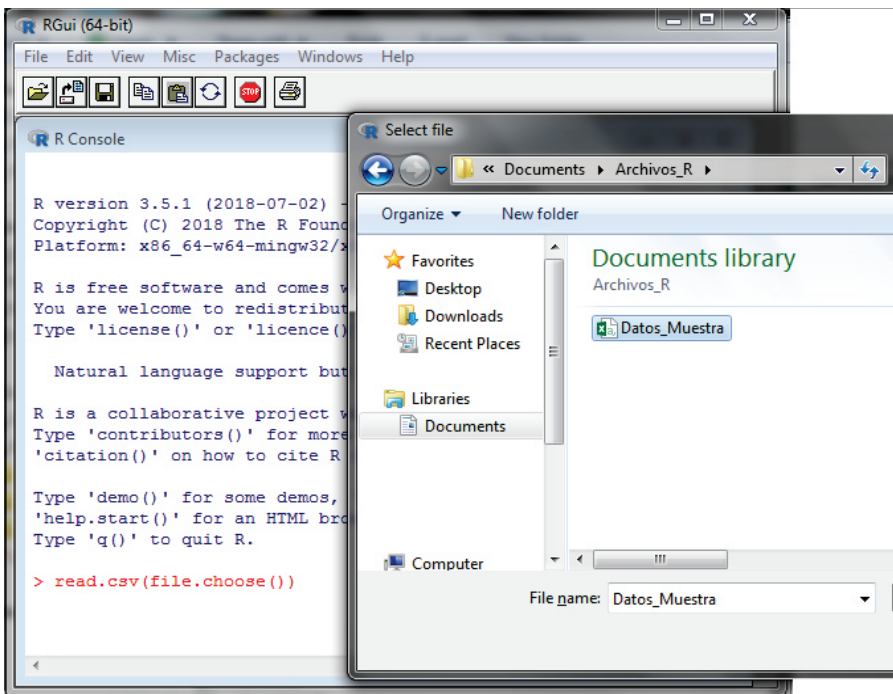 RGui (64-bit)
File Edit View Misc Packages Windows Help
STOP
R Console
R version 3.5.1 (2018-07-02) -
Copyright (C) 2018 The R Found
Platform: x86_64-w64-mingw32/x
R is free software and comes w
You are welcome to redistribut
Type 'license()' or 'licence()
Natural language support but
R is a collaborative project w
Type 'contributors()' for more
'citation()' on how to cite R
Type 'demo()' for some demos,
'help.start()' for an HTML bro
Type 'q()' to quit R.
> read.csv(file.choose())
Select file
« Documents Archivos_R
Organize New folder
Favorites
Desktop
Downloads
Recent Places
Libraries
Documents
Computer
Documents library
Archivos_R
Datos_Muestra
File name: Datos_Muestra